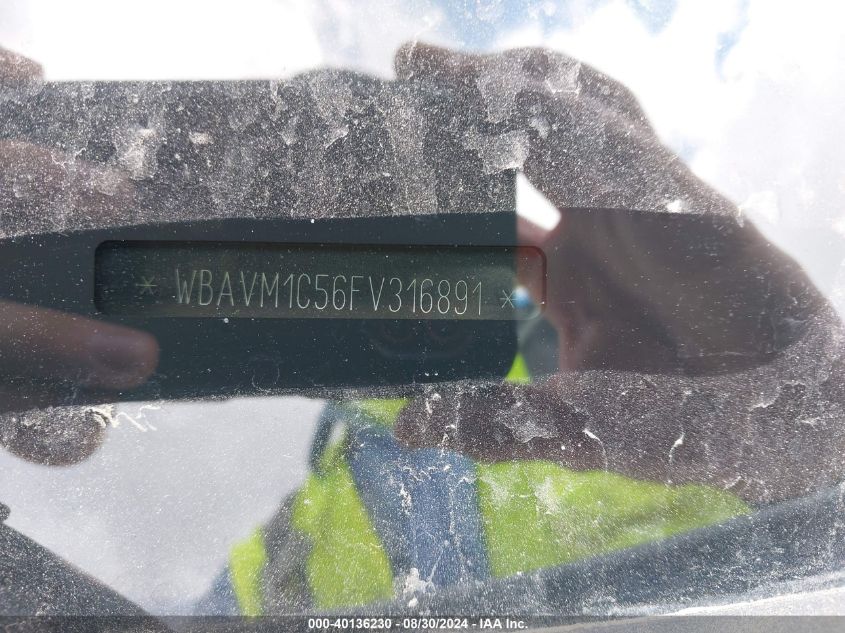 * WBAVM1C56FV316891 *
000-40136230 - 08/30/2024 - IAA Inc.